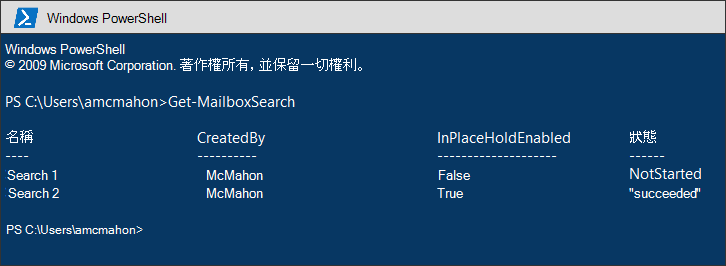 Windows PowerShell
Windows PowerShell
© 2009 Microsoft Corporation. 著作權所有, 並保留一切權利。
PS C:\Users\amcmahon>Get-MailboxSearch
名稱 CreatedBy InPlaceHoldEnabled 狀態
---- ---------- -------------------- ------
Search 1 McMahon False NotStarted
Search 2 McMahon True "succeeded"
PS C:\Users\amcmahon>